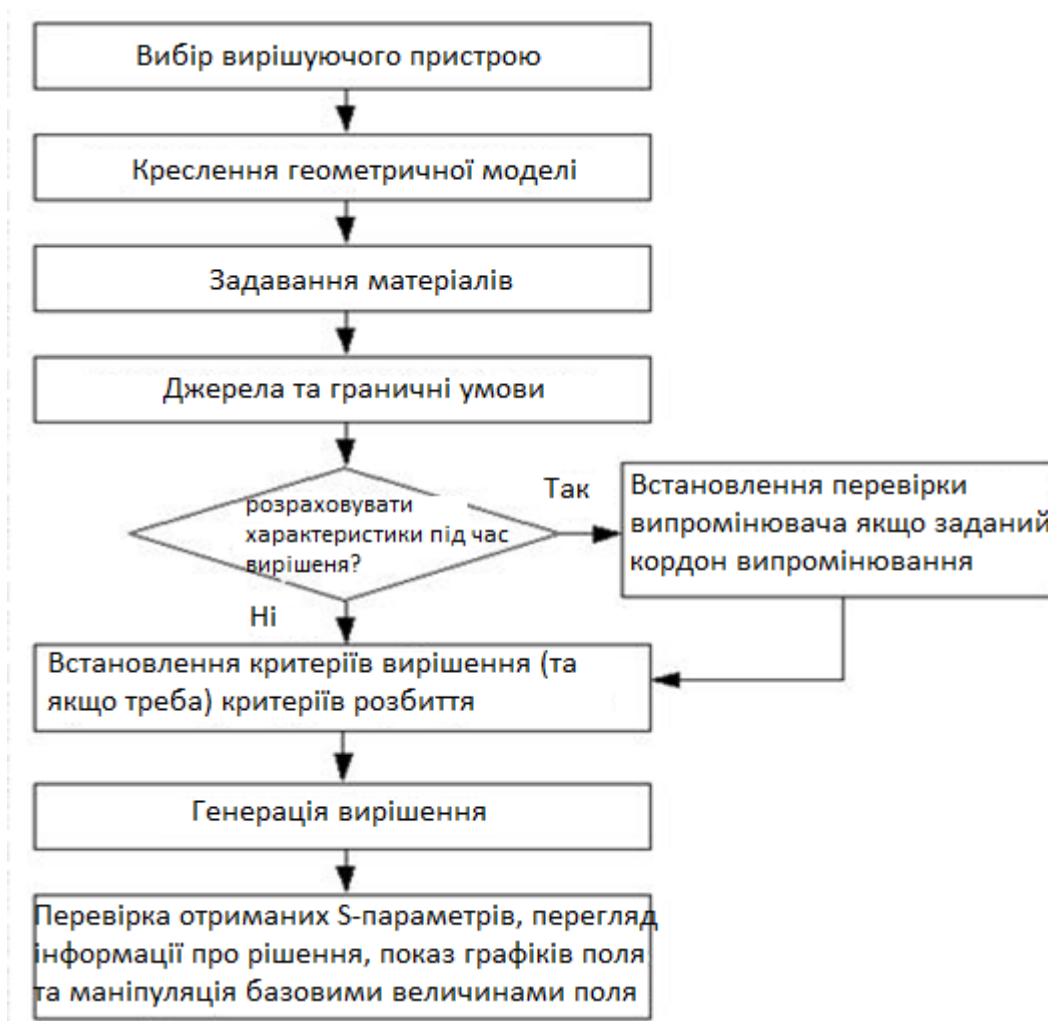 Вибір вирішуючого пристрою
Креслення геометричної моделі
Задавання матеріалів
Джерела та граничні умови
розраховувати
характеристики під час
вирішеня?
Так
Встановлення перевірки
випромінювача якщо заданий
кордон випромінювання
Ні
Встановлення критеріїв вирішення (та
якщо треба) критеріїв розбиття
Генерація вирішення
Перевірка отриманих S-параметрів, перегляд
інформації про рішення, показ графіків поля
та маніпуляція базовими величинами поля